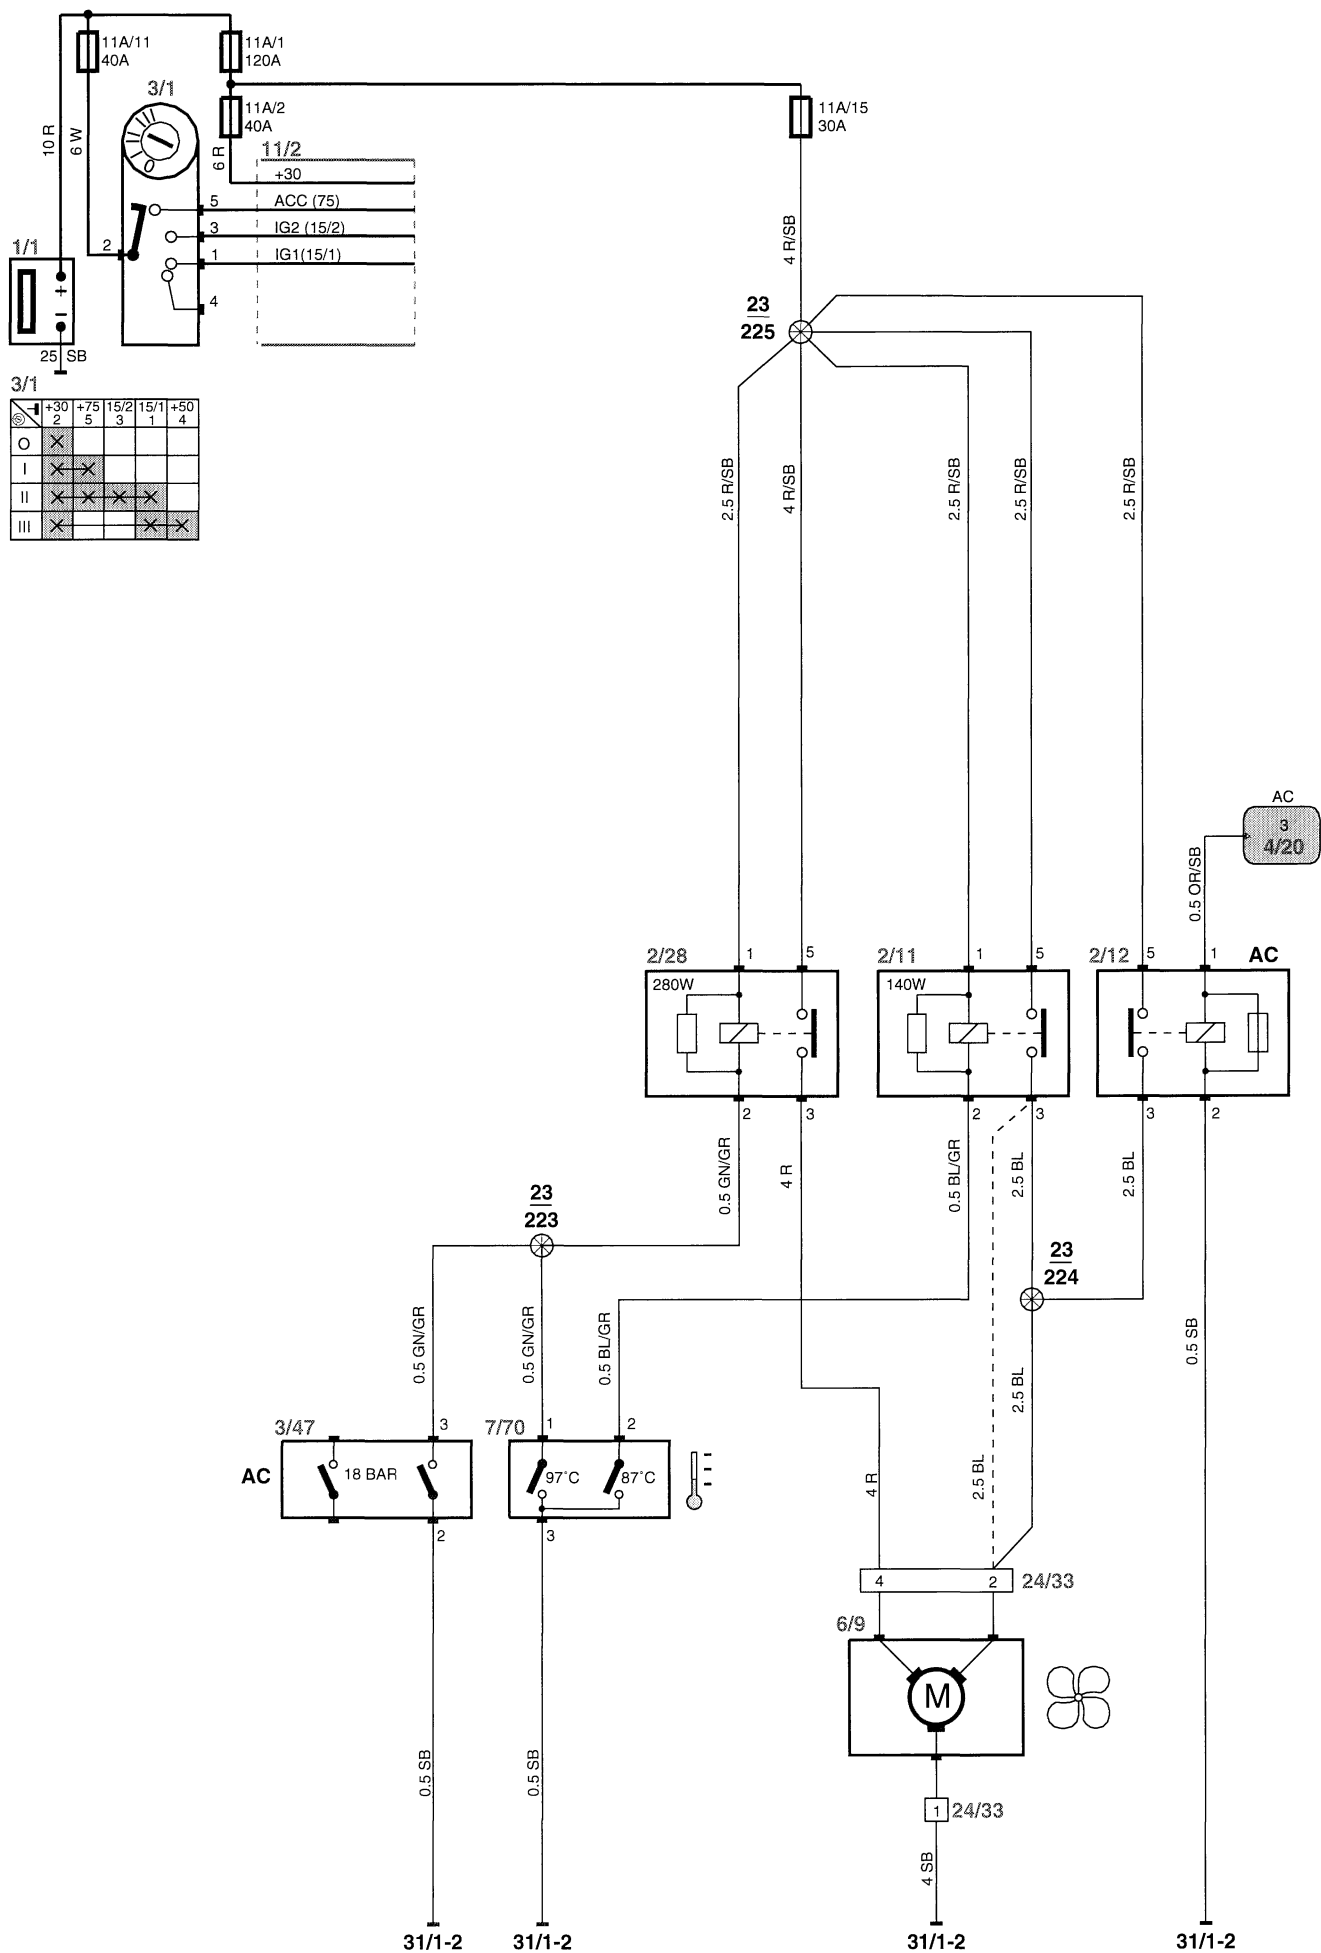 11A/11
40A
11A/1
120A
3/1
11A/2
40A
11A/15
30A
10 R
6 W
6 R
11/2
+30
5 ACC (75)
3 IG2 (15/2)
1 IG1(15/1)
2
4
1/1
+
−
25 SB
4 R/SB
23
225
3/1
+30 +75 15/2 15/1 +50
2 5 3 1 4
O
I
II
III
2.5 R/SB
4 R/SB
2.5 R/SB
2.5 R/SB
2.5 R/SB
AC
3
4/20
0.5 OR/SB
2/28 1 5
280W
2/11 1 5
140W
2/12 5 1 AC
2 3
2 3
3 2
0.5 GN/GR
4 R
0.5 BL/GR
2.5 BL
2.5 BL
23
223
23
224
0.5 GN/GR
0.5 GN/GR
0.5 BL/GR
2.5 BL
0.5 SB
3/47 3
AC
18 BAR
2
7/70 1 2
97°C
87°C
3
4 R
2.5 BL
4 2 24/33
6/9
M
0.5 SB
0.5 SB
1 24/33
4 SB
31/1-2
31/1-2
31/1-2
31/1-2